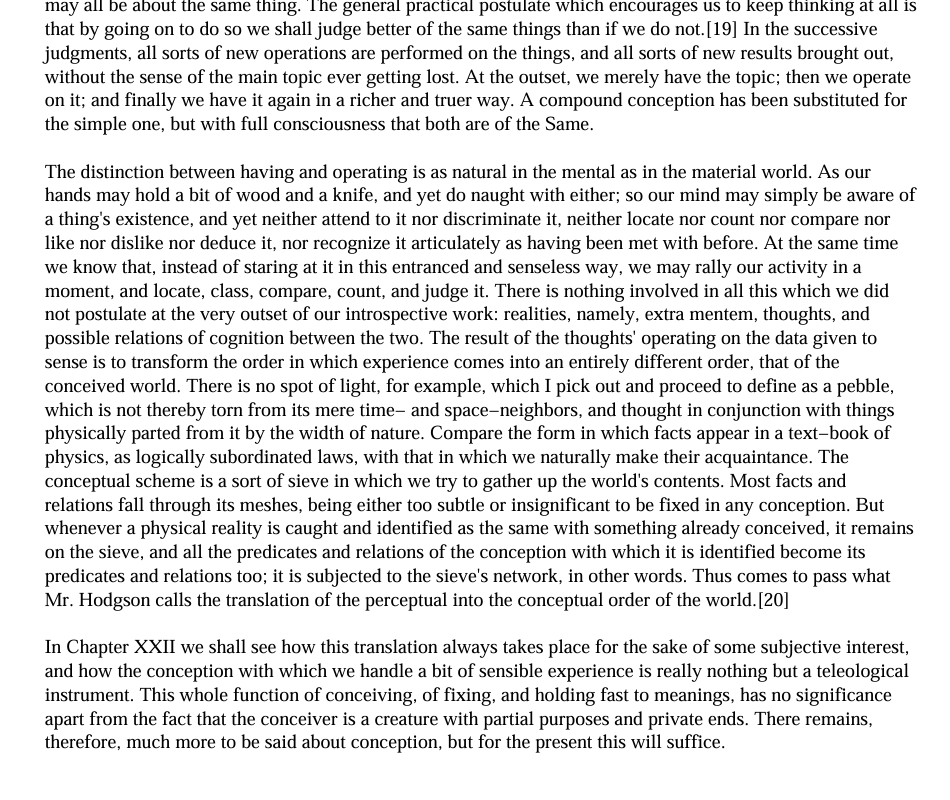 may all be about the same thing. The general practical postulate which encourages us to keep thinking at all is
that by going on to do so we shall judge better of the same things than if we do not.[19] In the successive
judgments, all sorts of new operations are performed on the things, and all sorts of new results brought out,
without the sense of the main topic ever getting lost. At the outset, we merely have the topic; then we operate
on it; and finally we have it again in a richer and truer way. A compound conception has been substituted for
the simple one, but with full consciousness that both are of the Same.
The distinction between having and operating is as natural in the mental as in the material world. As our
hands may hold a bit of wood and a knife, and yet do naught with either; so our mind may simply be aware of
a thing's existence, and yet neither attend to it nor discriminate it, neither locate nor count nor compare nor
like nor dislike nor deduce it, nor recognize it articulately as having been met with before. At the same time
we know that, instead of staring at it in this entranced and senseless way, we may rally our activity in a
moment, and locate, class, compare, count, and judge it. There is nothing involved in all this which we did
not postulate at the very outset of our introspective work: realities, namely, extra mentem, thoughts, and
possible relations of cognition between the two. The result of the thoughts' operating on the data given to
sense is to transform the order in which experience comes into an entirely different order, that of the
conceived world. There is no spot of light, for example, which I pick out and proceed to define as a pebble,
which is not thereby torn from its mere time− and space−neighbors, and thought in conjunction with things
physically parted from it by the width of nature. Compare the form in which facts appear in a text−book of
physics, as logically subordinated laws, with that in which we naturally make their acquaintance. The
conceptual scheme is a sort of sieve in which we try to gather up the world's contents. Most facts and
relations fall through its meshes, being either too subtle or insignificant to be fixed in any conception. But
whenever a physical reality is caught and identified as the same with something already conceived, it remains
on the sieve, and all the predicates and relations of the conception with which it is identified become its
predicates and relations too; it is subjected to the sieve's network, in other words. Thus comes to pass what
Mr. Hodgson calls the translation of the perceptual into the conceptual order of the world.[20]
In Chapter XXII we shall see how this translation always takes place for the sake of some subjective interest,
and how the conception with which we handle a bit of sensible experience is really nothing but a teleological
instrument. This whole function of conceiving, of fixing, and holding fast to meanings, has no significance
apart from the fact that the conceiver is a creature with partial purposes and private ends. There remains,
therefore, much more to be said about conception, but for the present this will suffice.